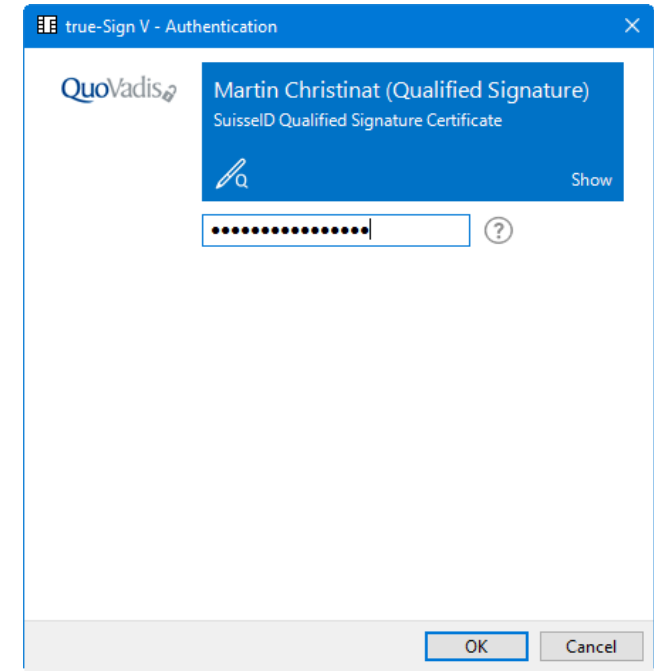 true-Sign V - Authentication
QuoVadis
Martin Christinat (Qualified Signature)
SuisseID Qualified Signature Certificate
Q
Show
••••••••••••••••
?
OK
Cancel